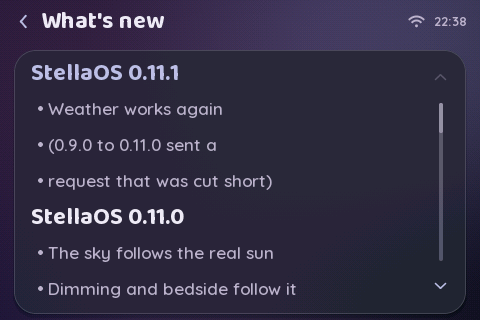 What's new
22:38
StellaOS 0.11.1
• Weather works again
• (0.9.0 to 0.11.0 sent a
• request that was cut short)
StellaOS 0.11.0
• The sky follows the real sun
• Dimming and bedside follow it